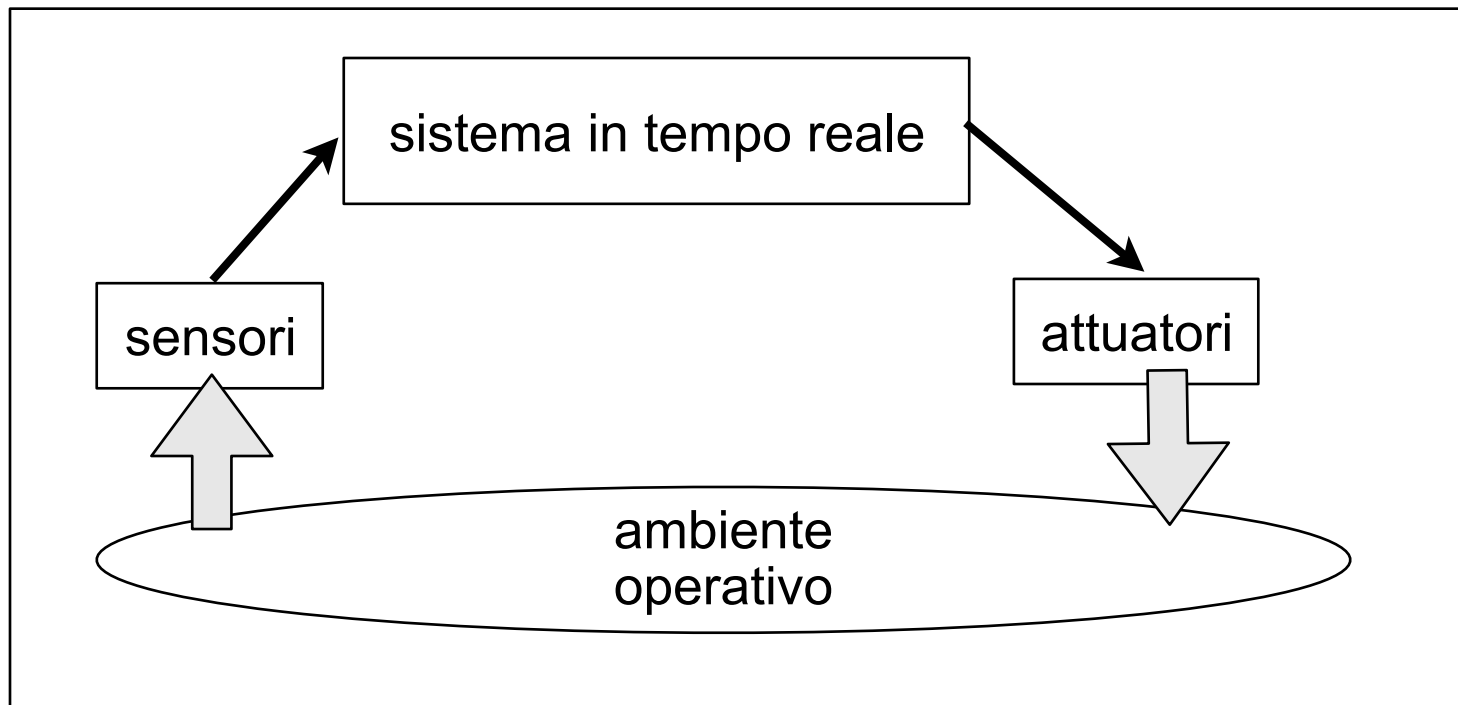 sistema in tempo reale
sensori
attuatori
ambiente
operativo